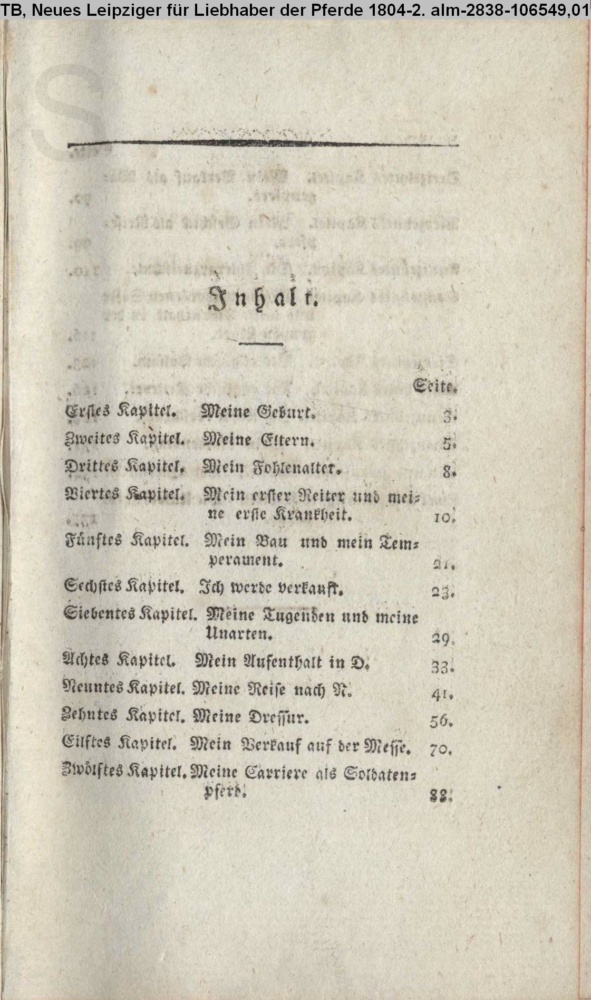 TB, Neues Leipziger für Liebhaber der Pferde 1804-2. alm-2838-106549,01
Inhalt.
Seite.
Erstes Kapitel. Meine Geburt. 3.
Zweites Kapitel. Meine Eltern. 5.
Drittes Kapitel. Mein Fohlenalter. 8.
Viertes Kapitel. Mein erster Reiter und mei=
ne erste Krankheit. 10.
Fünftes Kapitel. Mein Bau und mein Tem=
perament. 21.
Sechstes Kapitel. Ich werde verkauft. 23.
Siebentes Kapitel. Meine Tugenden und meine
Unarten. 29.
Achtes Kapitel. Mein Aufenthalt in D. 33.
Neuntes Kapitel. Meine Reise nach N. 41.
Zehntes Kapitel. Meine Dressur. 56.
Eilftes Kapitel. Mein Verkauf auf der Messe. 70.
Zwölftes Kapitel. Meine Carriere als Soldaten=
pferd. 88.